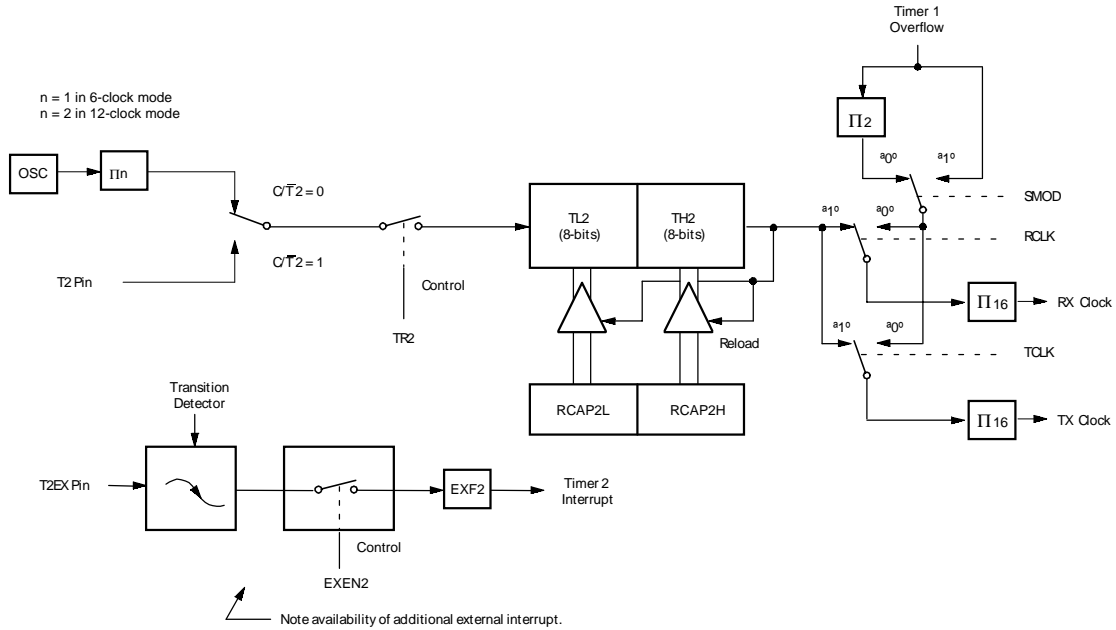 Timer 1
Overflow
n = 1 in 6-clock mode
n = 2 in 12-clock mode
Π2
OSC
Πn
C/T̅2 = 0
ª0º
ª1º
SMOD
TL2
(8-bits)
TH2
(8-bits)
ª1º
ª0º
RCLK
C/T̅2 = 1
T2 Pin
Control
Π16
RX Clock
TR2
Reload
ª1º
ª0º
TCLK
Transition
Detector
RCAP2L
RCAP2H
Π16
TX Clock
T2EX Pin
EXF2
Timer 2
Interrupt
Control
EXEN2
Note availability of additional external interrupt.